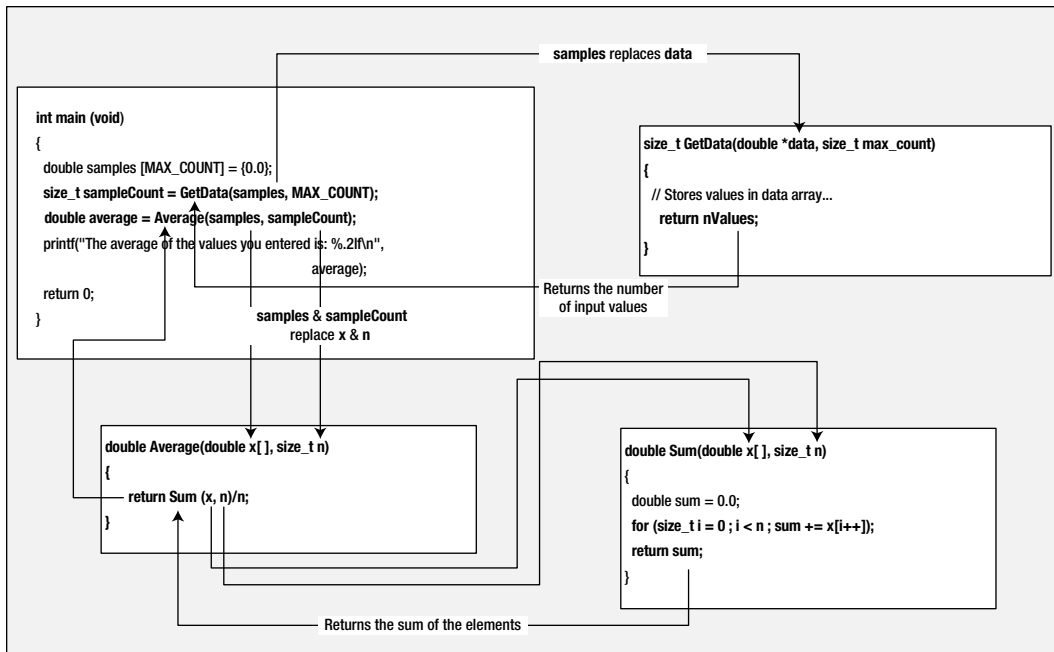 samples replaces data
int main (void)
{
double samples [MAX_COUNT] = {0.0};
size_t sampleCount = GetData(samples, MAX_COUNT);
double average = Average(samples, sampleCount);
printf("The average of the values you entered is: %.2lf\n",
average);
return 0;
}
size_t GetData(double *data, size_t max_count)
{
// Stores values in data array...
return nValues;
}
Returns the number
of input values
samples & sampleCount
replace x & n
double Average(double x[ ], size_t n)
{
return Sum (x, n)/n;
}
double Sum(double x[ ], size_t n)
{
double sum = 0.0;
for (size_t i = 0 ; i < n ; sum += x[i++]);
return sum;
}
Returns the sum of the elements